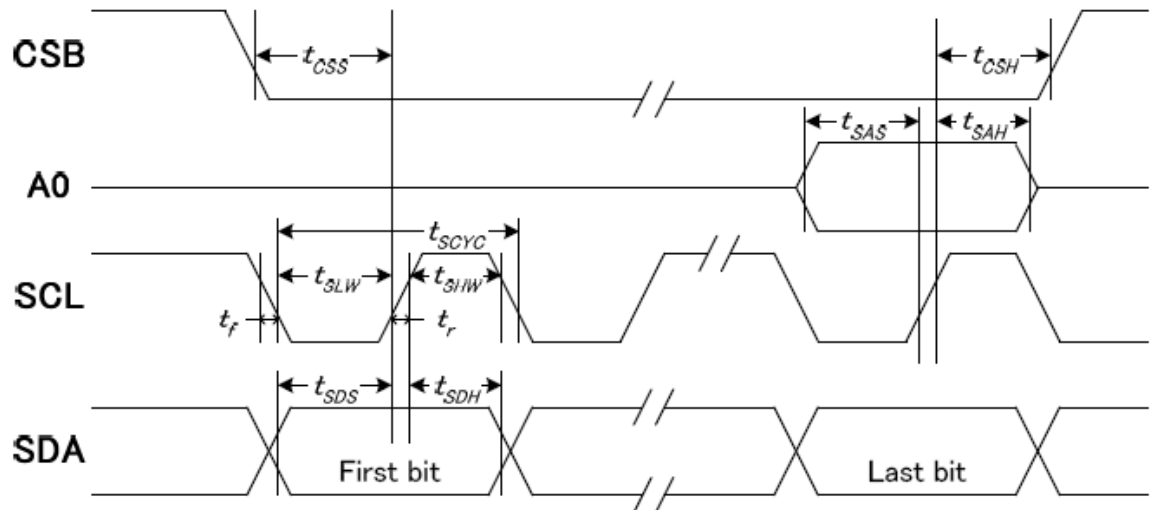 CSB
tCSS
tCSH
A0
tSAS
tSAH
tSCYC
SCL
tSLW
tSHW
tf
tr
tSDS
tSDH
SDA
First bit
Last bit